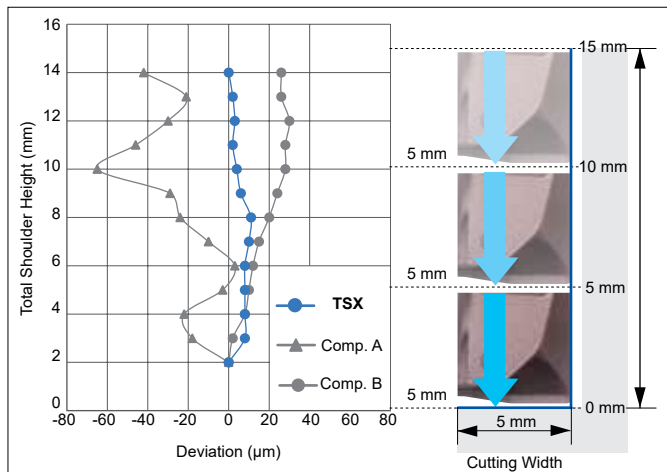 Total Shoulder Height (mm)
16
14
12
10
8
6
4
2
0
-80
-60
-40
-20
0
20
40
60
80
Deviation (µm)
TSX
Comp. A
Comp. B
15 mm
5 mm
10 mm
5 mm
5 mm
5 mm
0 mm
5 mm
Cutting Width